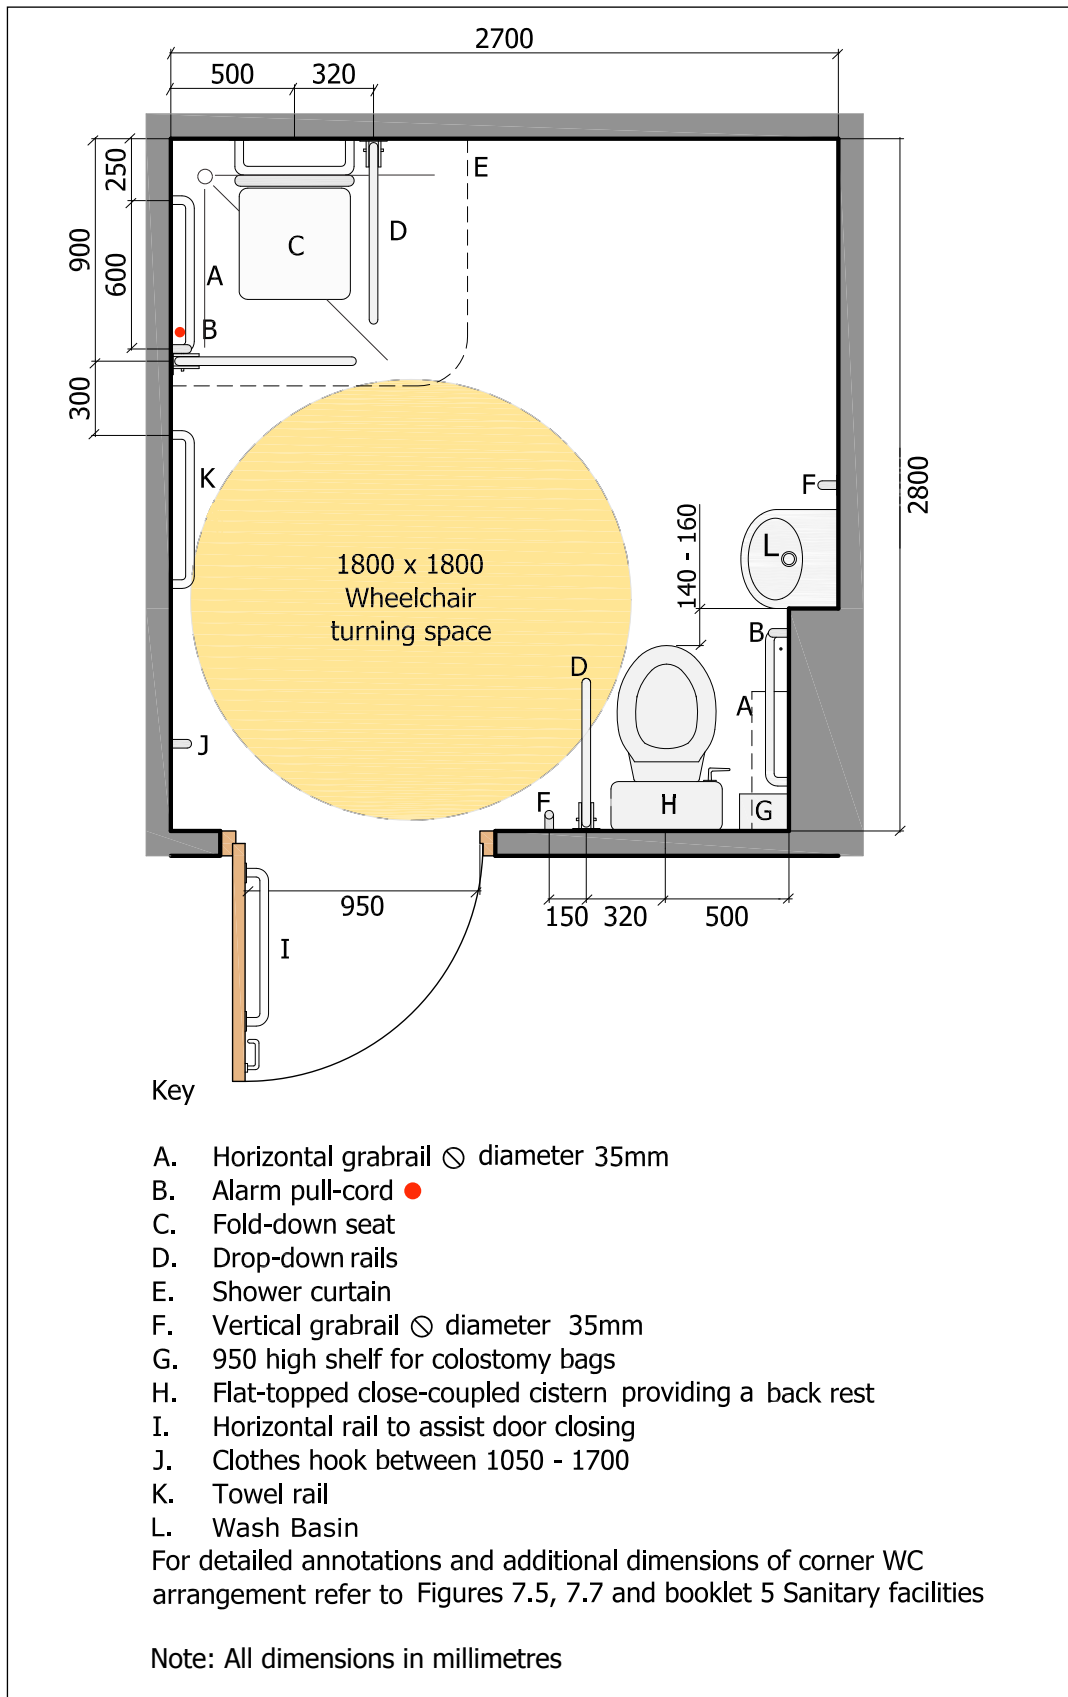 2700
500 320
250
900
600
300
E
D
C
A
B
K
F
2800
L
140 - 160
1800 x 1800
Wheelchair
turning space
B
D
A
J
F
H
G
950
150 320 500
I
Key
A. Horizontal grabrail ⦸ diameter 35mm
B. Alarm pull-cord ●
C. Fold-down seat
D. Drop-down rails
E. Shower curtain
F. Vertical grabrail ⦸ diameter 35mm
G. 950 high shelf for colostomy bags
H. Flat-topped close-coupled cistern providing a back rest
I. Horizontal rail to assist door closing
J. Clothes hook between 1050 - 1700
K. Towel rail
L. Wash Basin
For detailed annotations and additional dimensions of corner WC
arrangement refer to Figures 7.5, 7.7 and booklet 5 Sanitary facilities
Note: All dimensions in millimetres